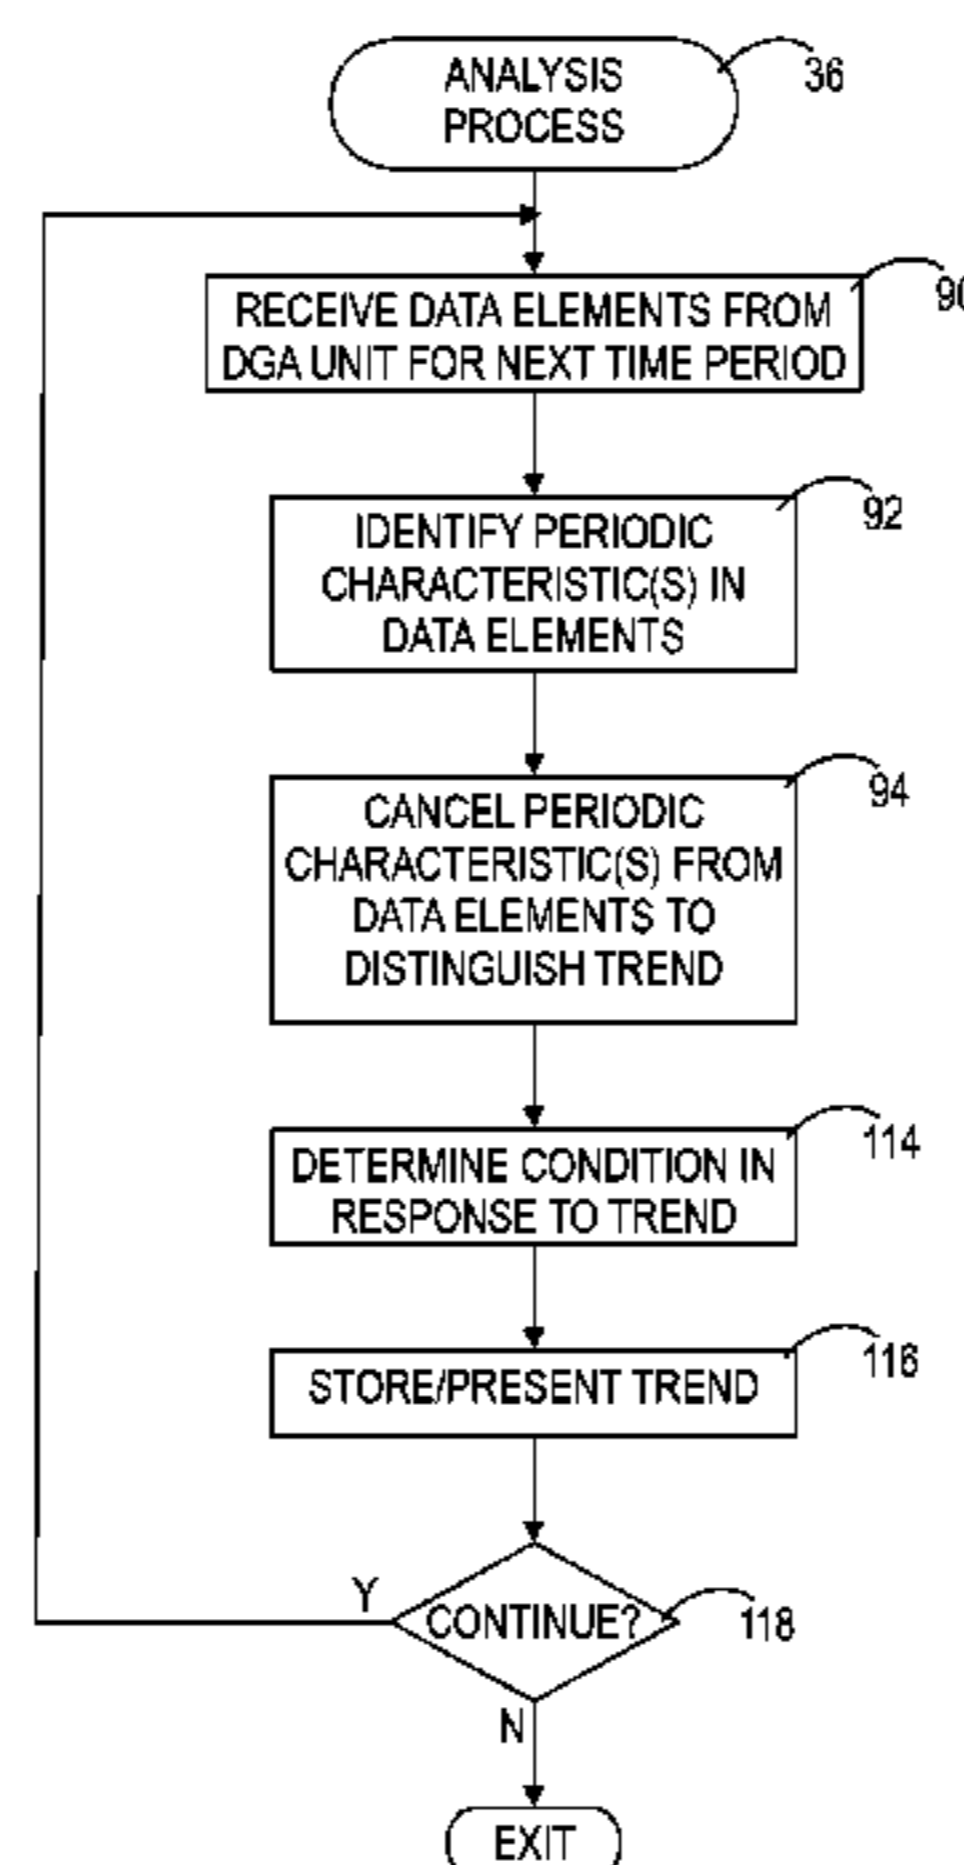 ANALYSIS
PROCESS
36
RECEIVE DATA ELEMENTS FROM
DGA UNIT FOR NEXT TIME PERIOD
90
IDENTIFY PERIODIC
CHARACTERISTIC(S) IN
DATA ELEMENTS
92
CANCEL PERIODIC
CHARACTERISTIC(S) FROM
DATA ELEMENTS TO
DISTINGUISH TREND
94
DETERMINE CONDITION IN
RESPONSE TO TREND
114
STORE/PRESENT TREND
116
Y
CONTINUE?
118
N
EXIT